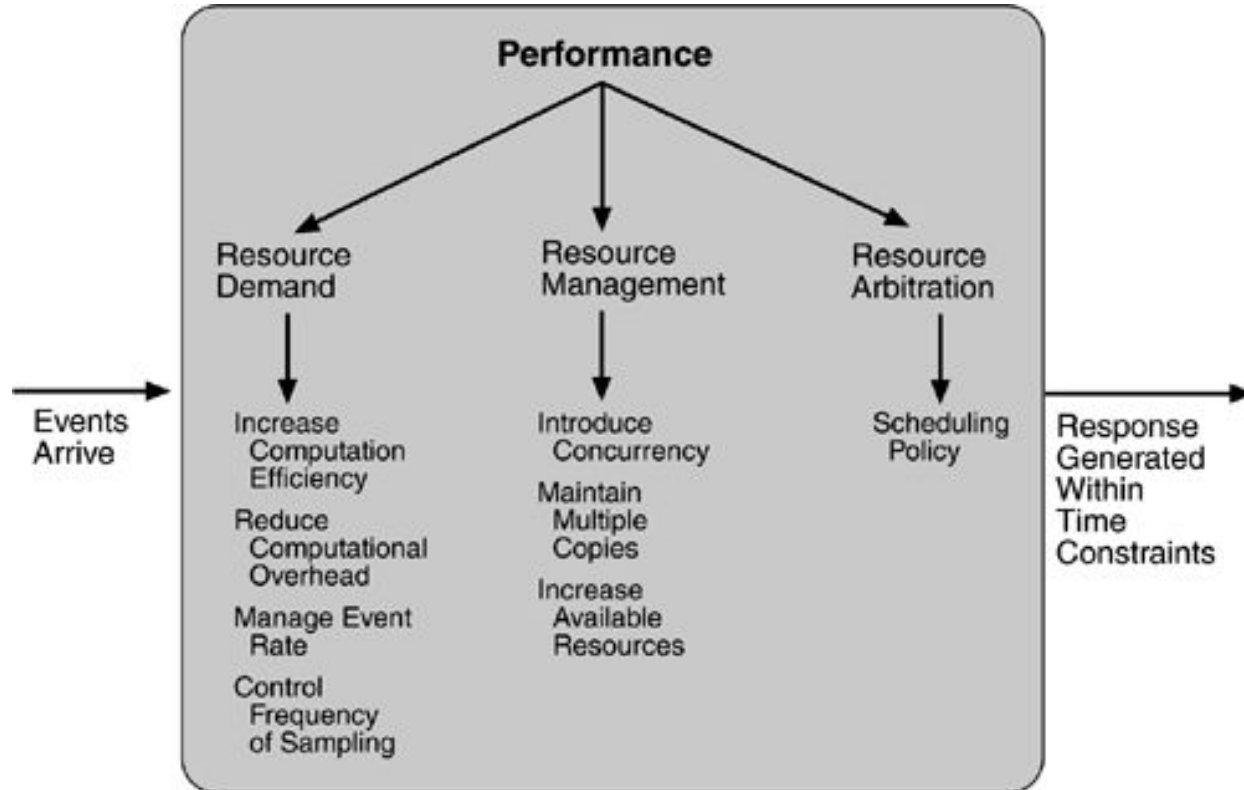 Performance
Resource
Demand
Resource
Management
Resource
Arbitration
Events
Arrive
Increase
Computation
Efficiency
Reduce
Computational
Overhead
Manage Event
Rate
Control
Frequency
of Sampling
Introduce
Concurrency
Maintain
Multiple
Copies
Increase
Available
Resources
Scheduling
Policy
Response
Generated
Within
Time
Constraints